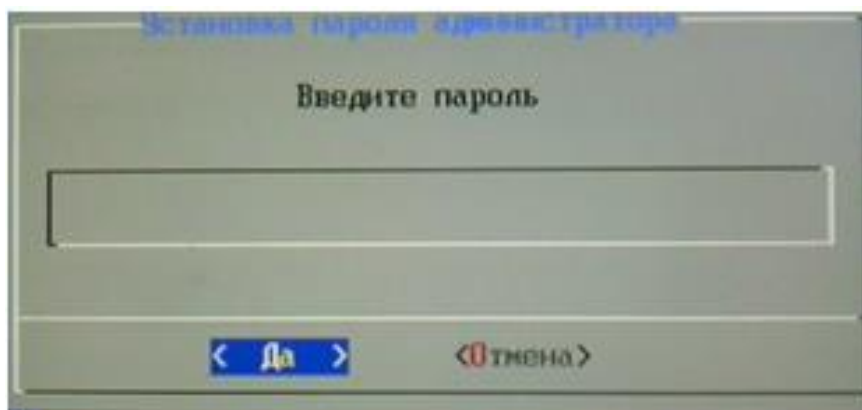 Установка пароля администратора
Введите пароль
< Да > <Отмена>